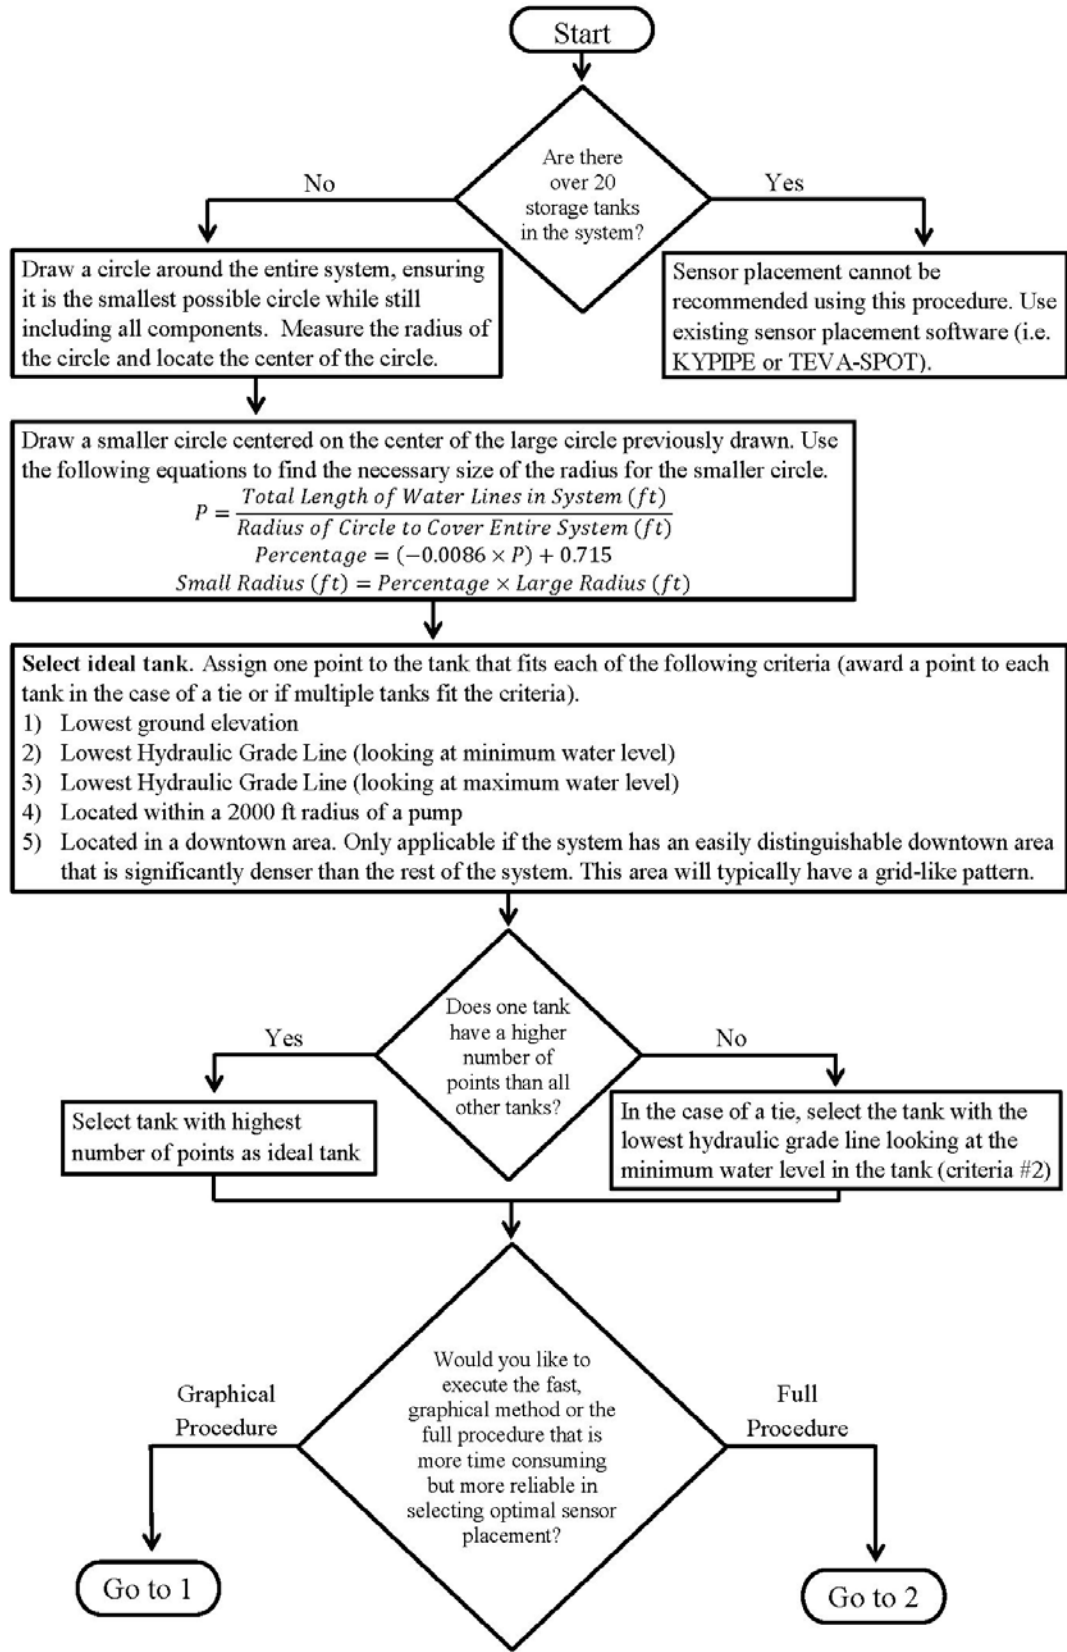 Start
Are there
over 20
storage tanks
in the system?
No
Yes
Draw a circle around the entire system, ensuring
it is the smallest possible circle while still
including all components.  Measure the radius of
the circle and locate the center of the circle.
Sensor placement cannot be
recommended using this procedure. Use
existing sensor placement software (i.e.
KYPIPE or TEVA-SPOT).
Draw a smaller circle centered on the center of the large circle previously drawn. Use
the following equations to find the necessary size of the radius for the smaller circle.
P = Total Length of Water Lines in System (ft)
Radius of Circle to Cover Entire System (ft)
Percentage = (−0.0086 × P) + 0.715
Small Radius (ft) = Percentage × Large Radius (ft)
Select ideal tank. Assign one point to the tank that fits each of the following criteria (award a point to each
tank in the case of a tie or if multiple tanks fit the criteria).
1) Lowest ground elevation
2) Lowest Hydraulic Grade Line (looking at minimum water level)
3) Lowest Hydraulic Grade Line (looking at maximum water level)
4) Located within a 2000 ft radius of a pump
5) Located in a downtown area. Only applicable if the system has an easily distinguishable downtown area
that is significantly denser than the rest of the system. This area will typically have a grid-like pattern.
Does one tank
have a higher
number of
points than all
other tanks?
Yes
No
Select tank with highest
number of points as ideal tank
In the case of a tie, select the tank with the
lowest hydraulic grade line looking at the
minimum water level in the tank (criteria #2)
Would you like to
execute the fast,
graphical method or the
full procedure that is
more time consuming
but more reliable in
selecting optimal sensor
placement?
Graphical
Procedure
Full
Procedure
Go to 1
Go to 2